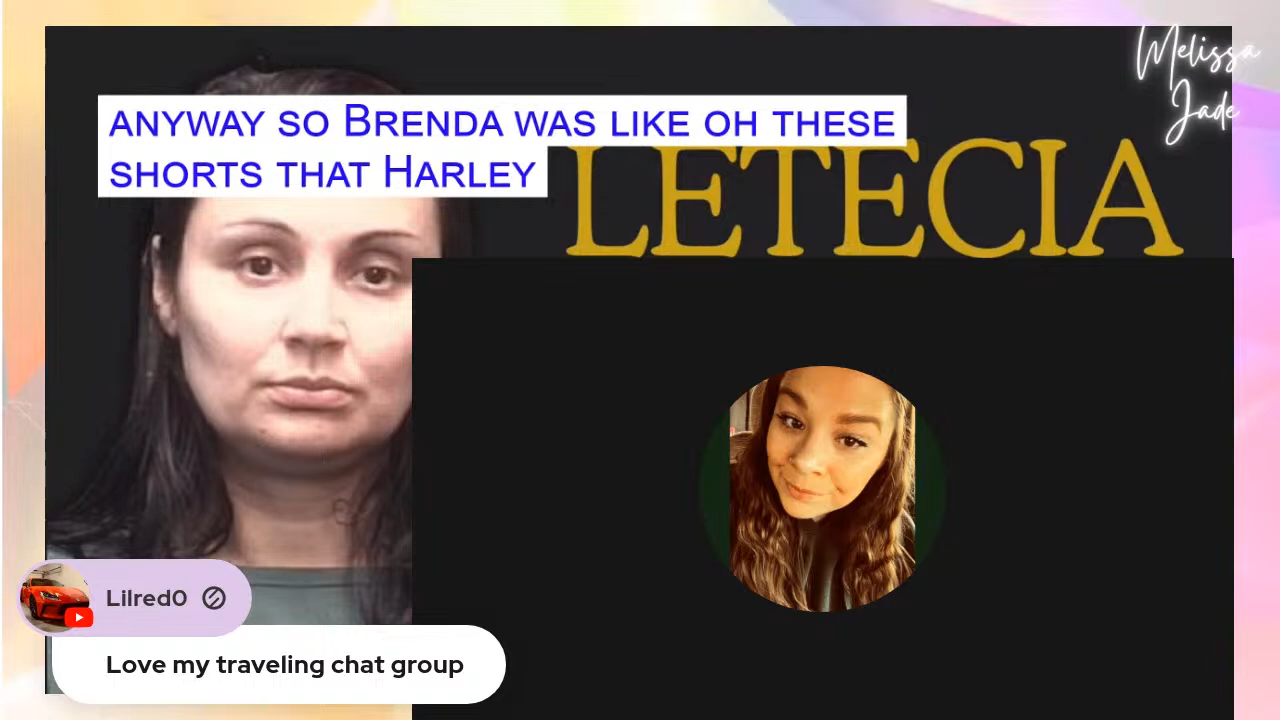 Melissa
Jade
ANYWAY SO BRENDA WAS LIKE OH THESE
SHORTS THAT HARLEY
LETECIA
Lilred0
Love my traveling chat group